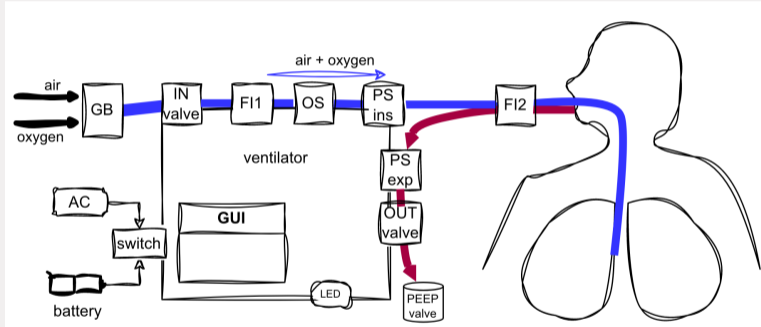 air + oxygen
air
oxygen
GB
IN
valve
FI1
OS
PS
ins
FI2
ventilator
PS
exp
OUT
valve
PEEP
valve
AC
switch
battery
GUI
LED